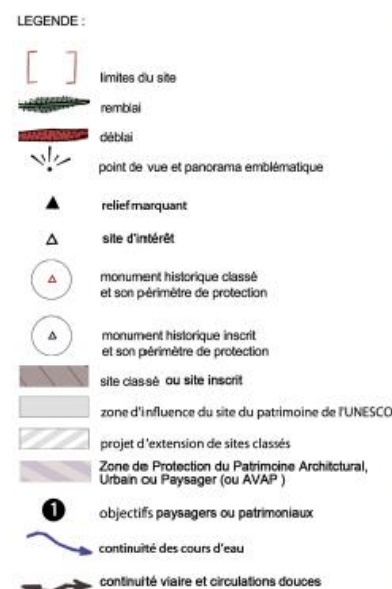 LEGENDE :
limites du site
remblai
déblai
point de vue et panorama emblématique
relief marquant
site d'intérêt
monument historique classé
et son périmètre de protection
monument historique inscrit
et son périmètre de protection
site classé ou site inscrit
zone d'influence du site du patrimoine de l'UNESCO
projet d'extension de sites classés
Zone de Protection du Patrimoine Architctural,
Urbain ou Paysager (ou AVAP )
1 objectifs paysagers ou patrimoniaux
continuité des cours d'eau
continuité viaire et circulations douces